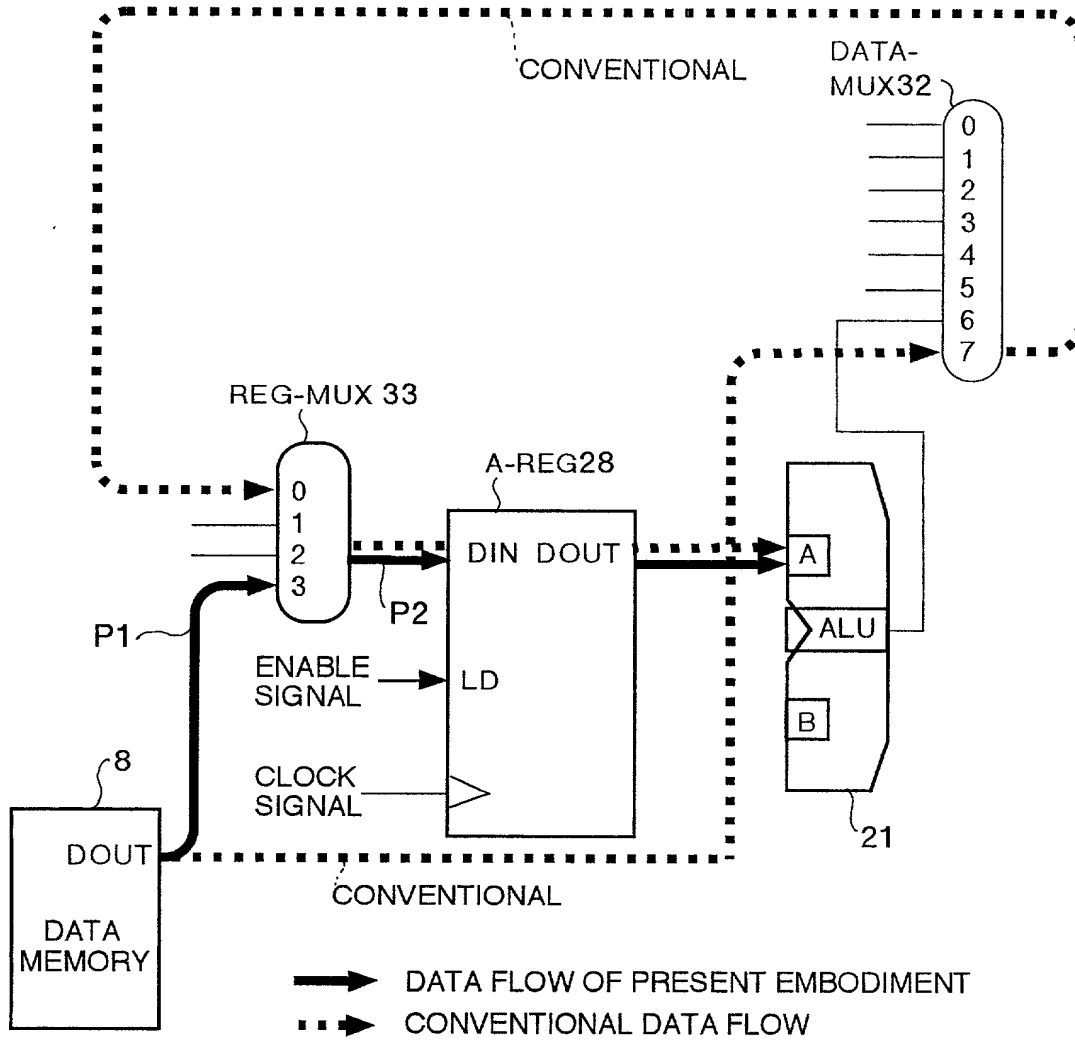 CONVENTIONAL
DATA-
MUX32
0
1
2
3
4
5
6
7
REG-MUX 33
0
1
2
3
A-REG28
DIN DOUT
LD
P1
P2
A
ALU
B
21
ENABLE
SIGNAL
CLOCK
SIGNAL
8
DOUT
DATA
MEMORY
CONVENTIONAL
DATA FLOW OF PRESENT EMBODIMENT
CONVENTIONAL DATA FLOW